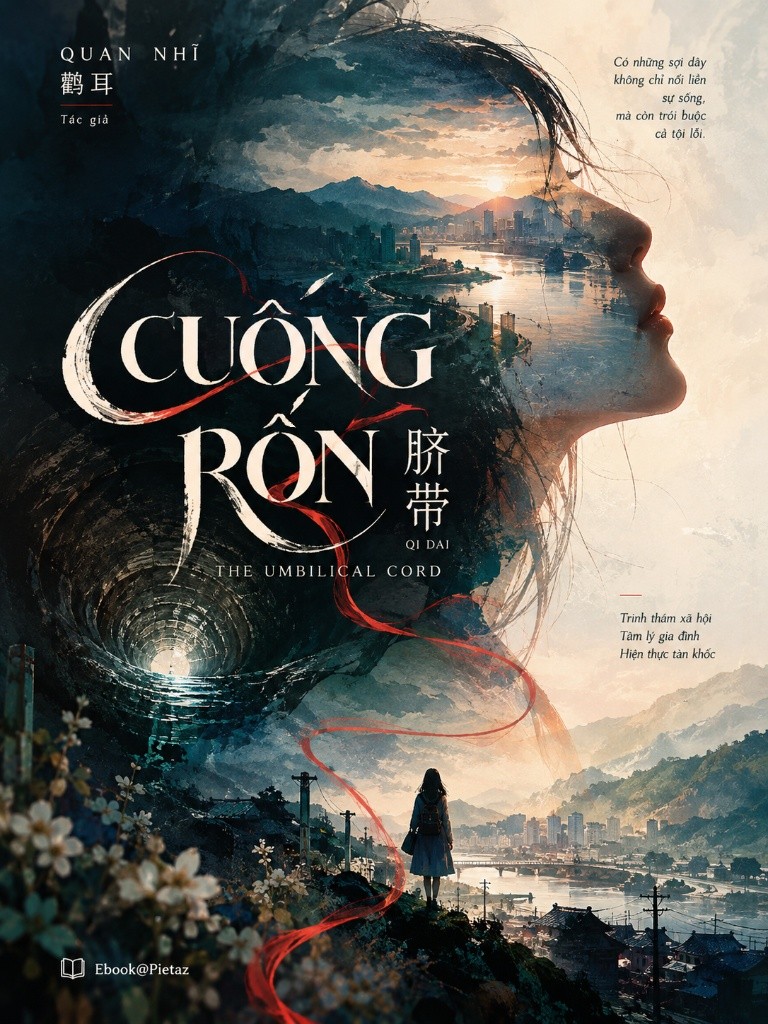 QUAN NHĨ
鹳耳
Tác giả
Có những sợi dây
không chỉ nối liền
sự sống,
mà còn trói buộc
cả tội lỗi.
CUỐNG
RỐN
脐带
QI DAI
THE UMBILICAL CORD
Trinh thám xã hội
Tâm lý gia đình
Hiện thực tàn khốc
Ebook@Pietaz